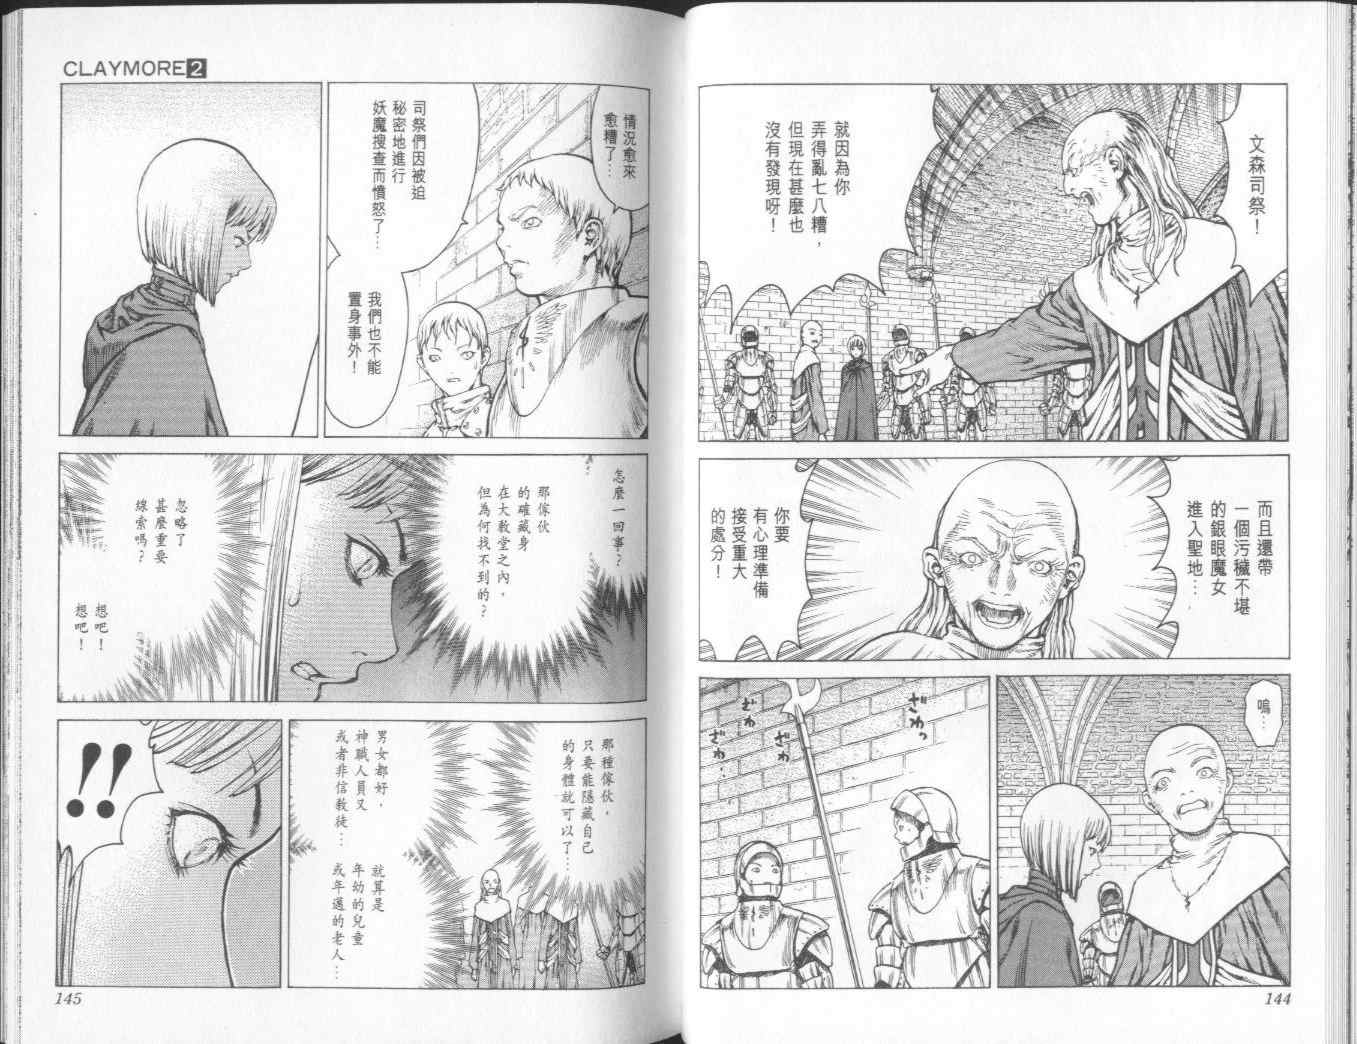 文森司祭！
就因為你
弄得亂七八糟，
但現在甚麼也
沒有發現呀！
而且還帶
一個污穢不堪
的銀眼魔女
進入聖地…
你要
有心理準備
接受重大
的處分！
嗚…
ざわっ
ざわ
ざわ
144
CLAYMORE2
情況愈來
愈糟了…
司祭們因被迫
秘密地進行
妖魔搜查而憤怒了…
我們也不能
置身事外！
怎麼一回事？
那傢伙
的確藏身
在大教堂之內，
但為何找不到的？
忽略了
甚麼重要
線索嗎？
想吧！
想吧！
那種傢伙，
只要能隱藏自己
的身體就可以了…
男女都好，
神職人員又
或者非信教徒…
就算是
年幼的兒童
或年邁的老人…
!!
145